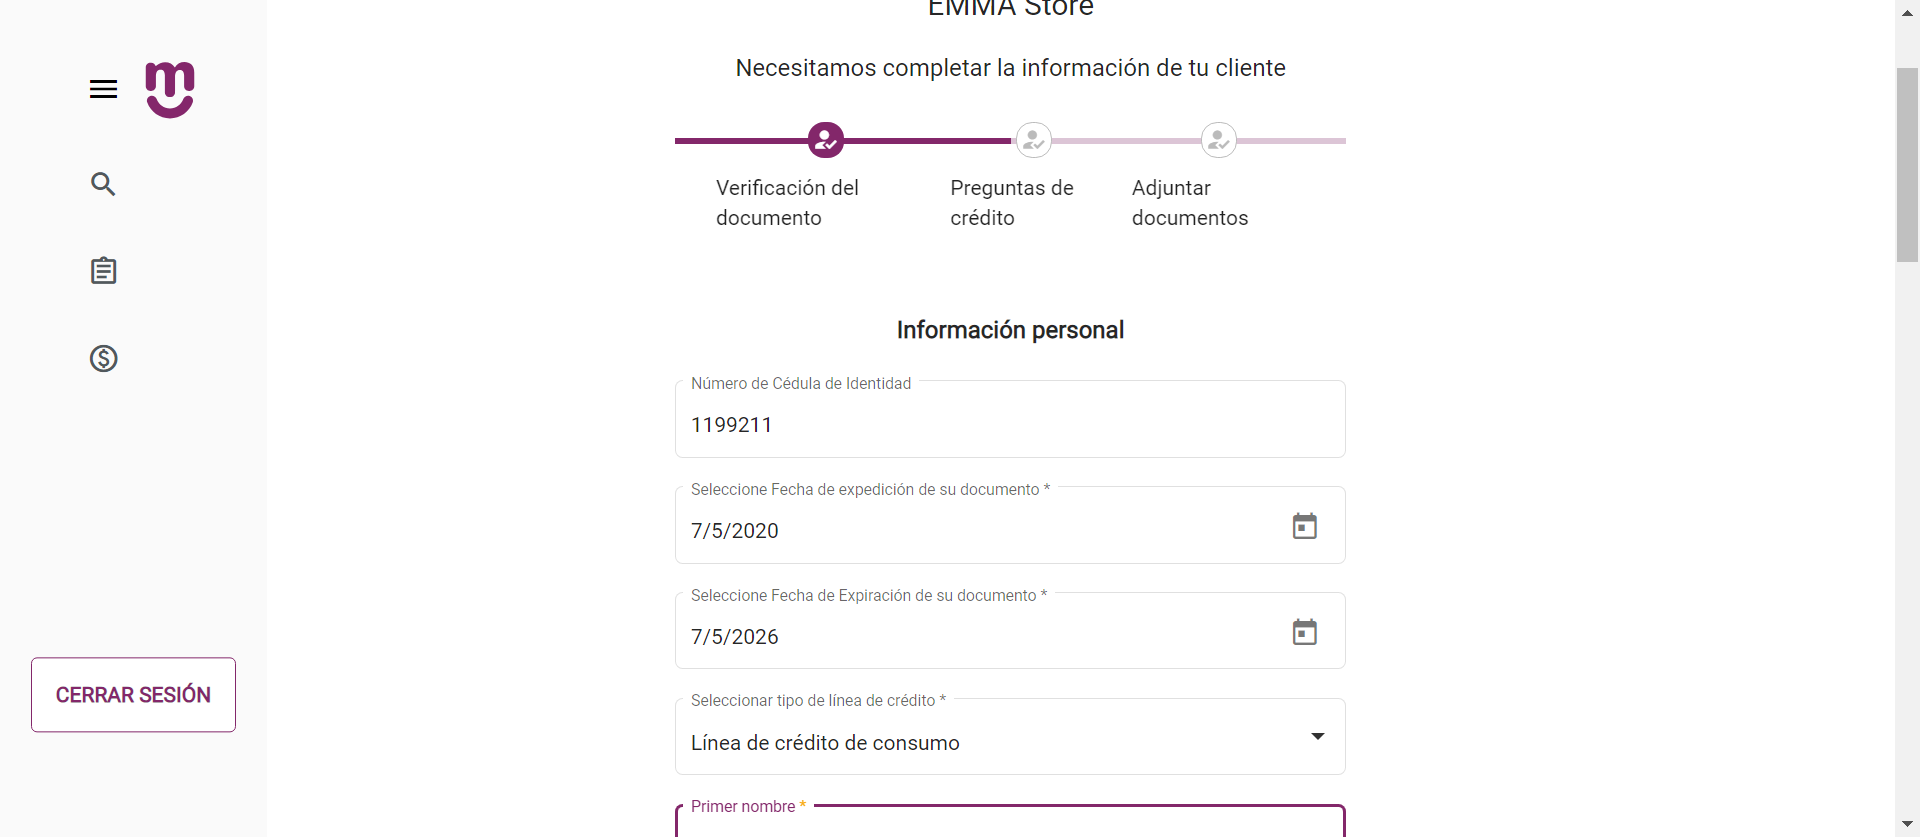 EMMA Store
Necesitamos completar la información de tu cliente
Verificación del
documento
Preguntas de
crédito
Adjuntar
documentos
Información personal
Número de Cédula de Identidad
1199211
Seleccione Fecha de expedición de su documento *
7/5/2020
Seleccione Fecha de Expiración de su documento *
7/5/2026
Seleccionar tipo de línea de crédito *
Línea de crédito de consumo
Primer nombre *
CERRAR SESIÓN